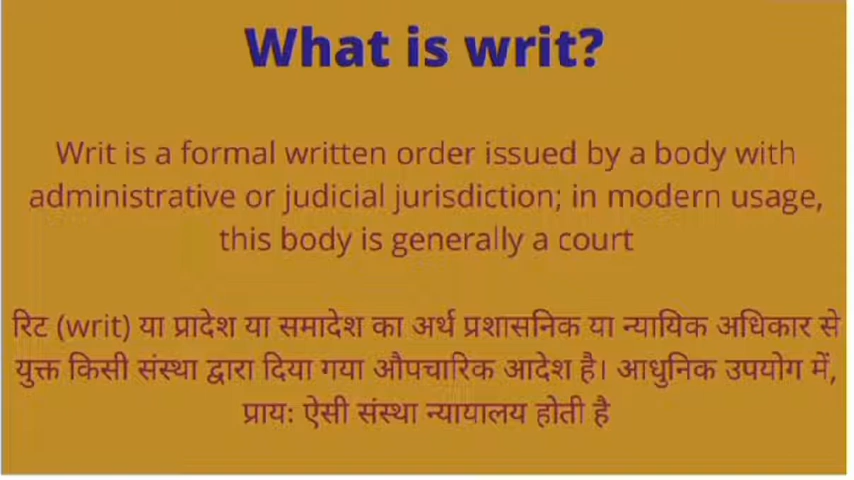 What is writ?
Writ is a formal written order issued by a body with
administrative or judicial jurisdiction; in modern usage,
this body is generally a court
रिट (writ) या प्रादेश या समादेश का अर्थ प्रशासनिक या न्यायिक अधिकार से
युक्त किसी संस्था द्वारा दिया गया औपचारिक आदेश है। आधुनिक उपयोग में,
प्रायः ऐसी संस्था न्यायालय होती है